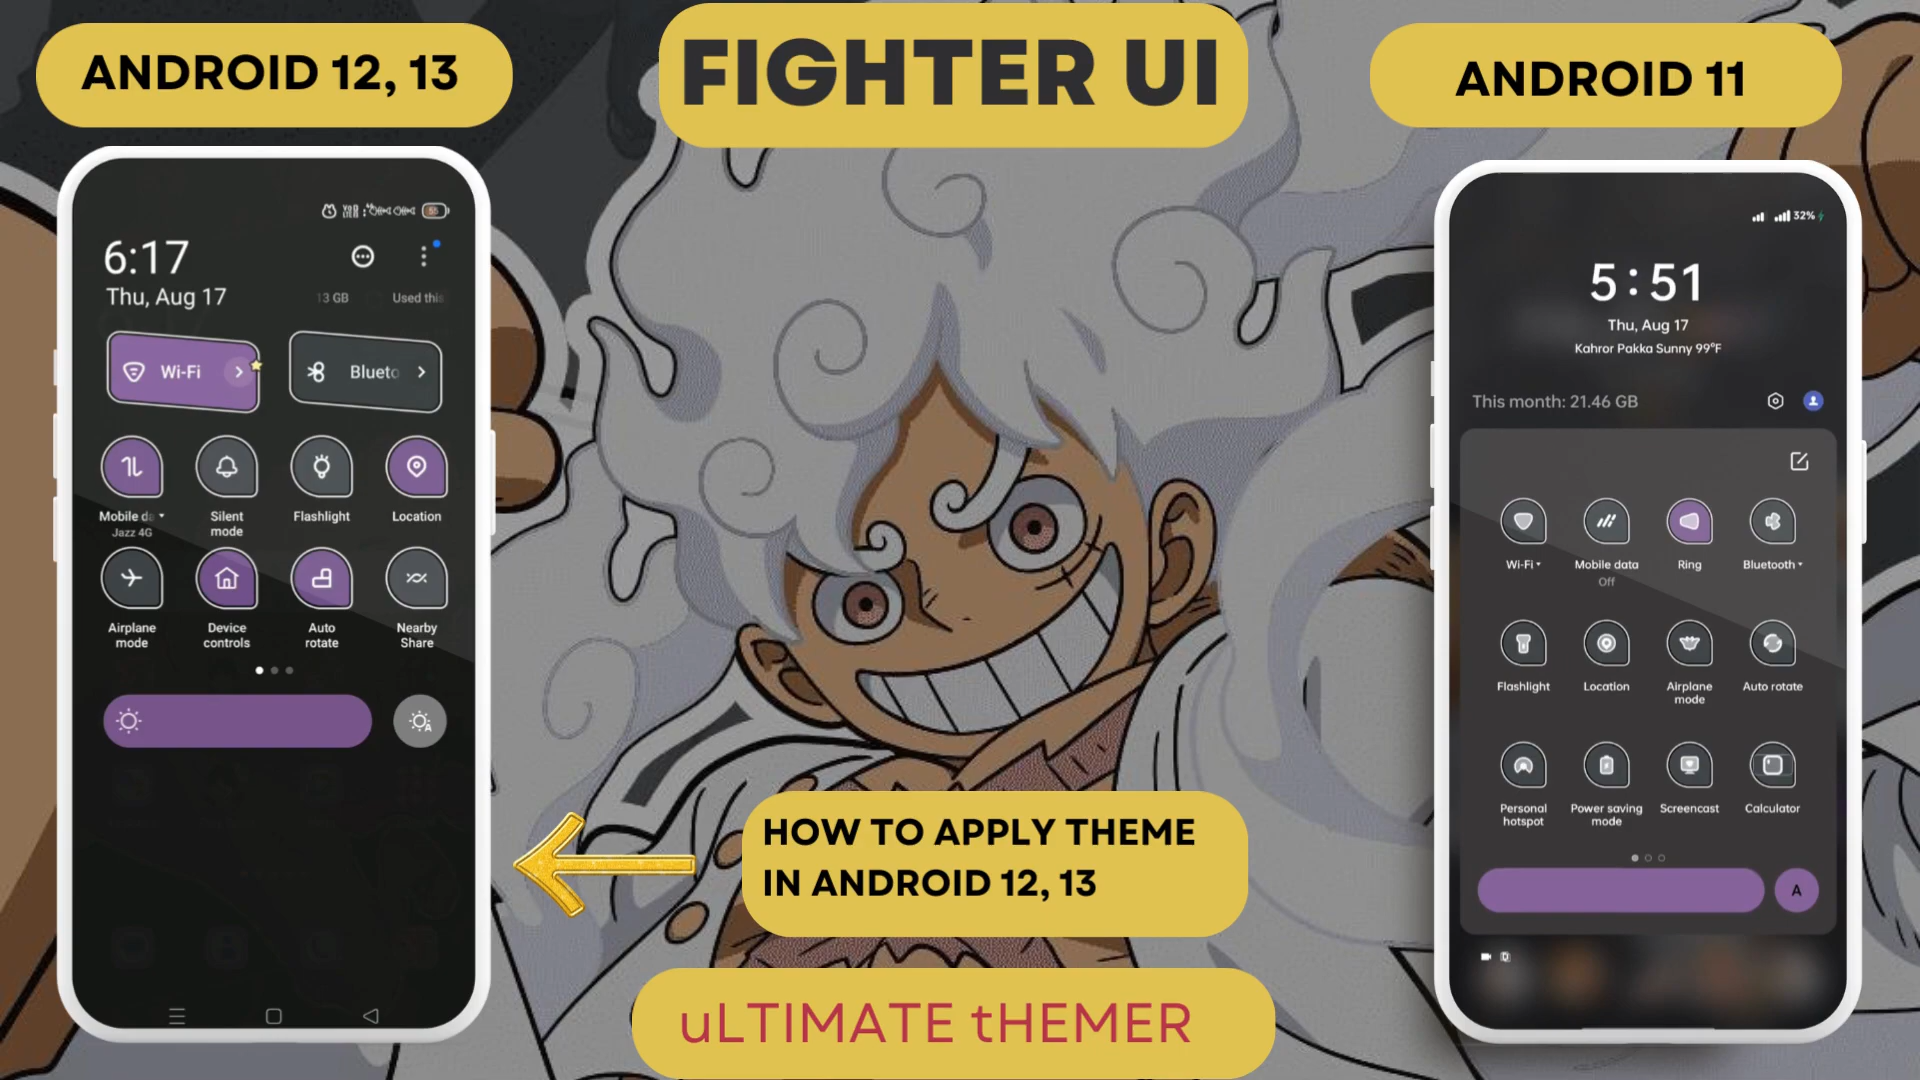 ANDROID 12, 13
FIGHTER UI
ANDROID 11
6:17
Thu, Aug 17
13 GB Used this
Wi-Fi
Blueto
Mobile da
Jazz 4G
Silent
mode
Flashlight
Location
Airplane
mode
Device
controls
Auto
rotate
Nearby
Share
HOW TO APPLY THEME
IN ANDROID 12, 13
uLTIMATE tHEMER
32%
5:51
Thu, Aug 17
Kahror Pakka Sunny 99°F
This month: 21.46 GB
Wi-Fi
Mobile data
Off
Ring
Bluetooth
Flashlight
Location
Airplane
mode
Auto rotate
Personal
hotspot
Power saving
mode
Screencast
Calculator
A